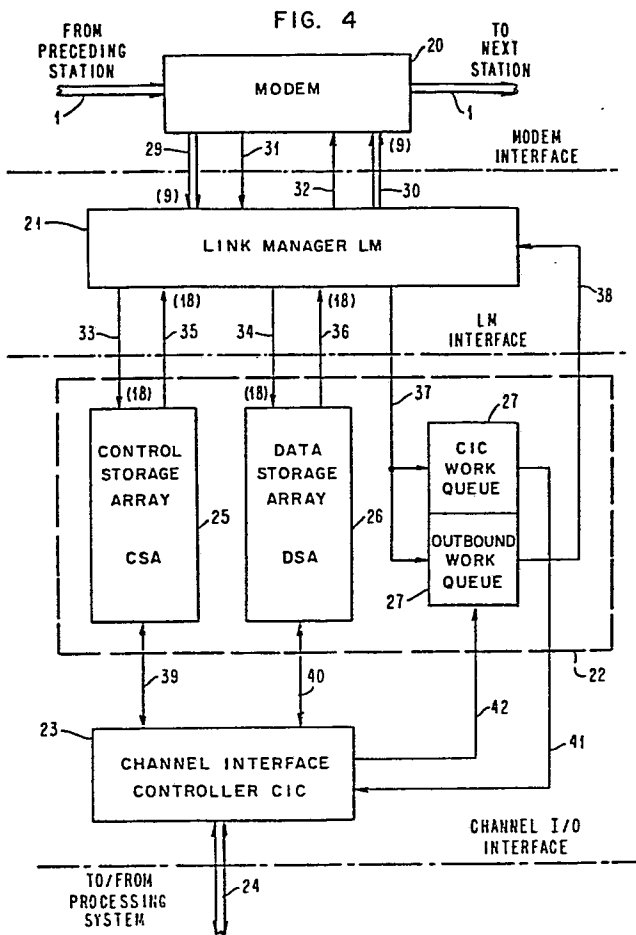 FIG. 4
FROM
PRECEDING
STATION
TO
NEXT
STATION
20
MODEM
1
1
29
31
(9)
MODEM
INTERFACE
(9)
32
30
21
LINK MANAGER LM
38
33
(18)
35
34
(18)
36
LM
INTERFACE
(18)
(18)
37
27
CONTROL
STORAGE
ARRAY
CSA
25
DATA
STORAGE
ARRAY
DSA
26
CIC
WORK
QUEUE
OUTBOUND
WORK
QUEUE
27
22
39
40
42
41
23
CHANNEL INTERFACE
CONTROLLER CIC
CHANNEL I/O
INTERFACE
TO/FROM
PROCESSING
SYSTEM
24